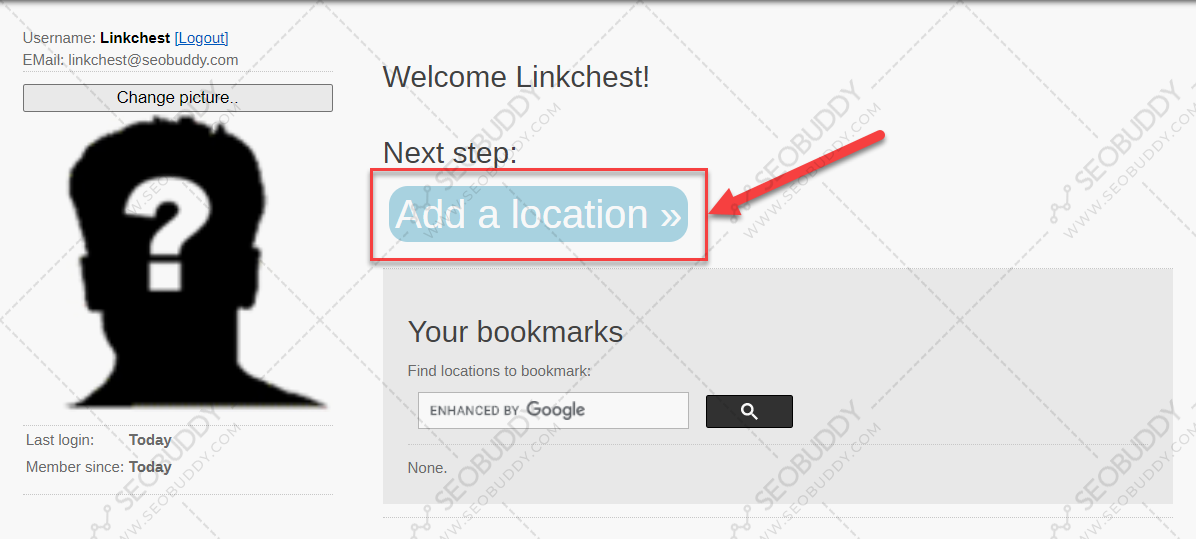 Username: Linkchest [Logout]
EMail: linkchest@seobuddy.com
Change picture..
?
Last login: Today
Member since: Today
Welcome Linkchest!
Next step:
Add a location »
Your bookmarks
Find locations to bookmark:
ENHANCED BY Google
None.
SEOBUDDY
WWW.SEOBUDDY.COM